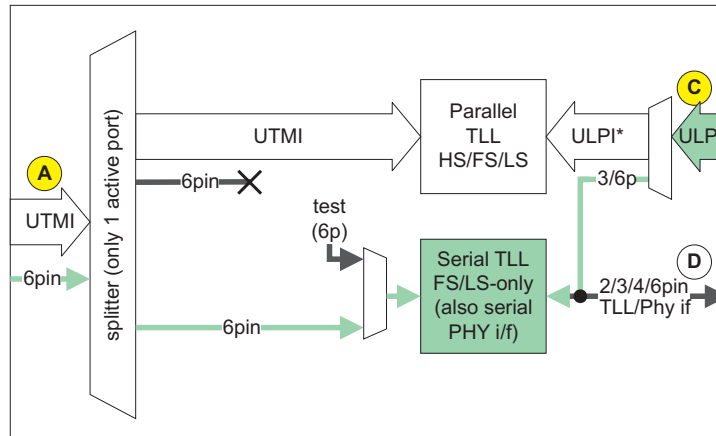 A
UTMI
6pin
splitter (only 1 active port)
UTMI
6pin
test
(6p)
6pin
Parallel
TLL
HS/FS/LS
ULPI*
C
ULP
3/6p
Serial TLL
FS/LS-only
(also serial
PHY i/f)
D
2/3/4/6pin
TLL/Phy if